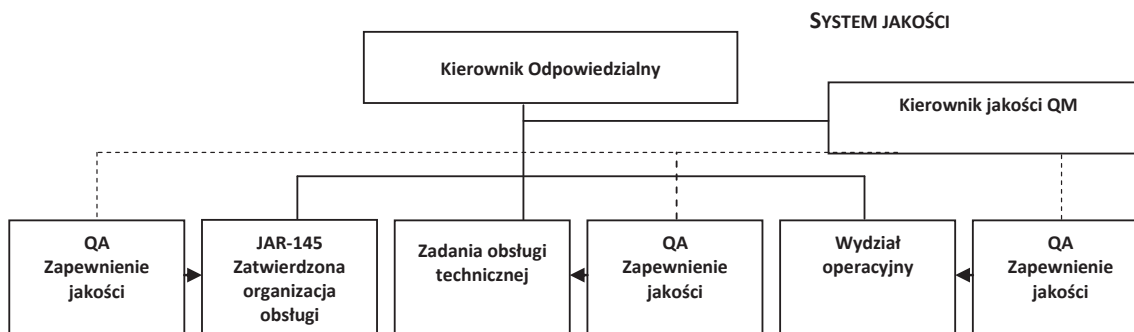 SYSTEM JAKOŚCI
Kierownik Odpowiedzialny
Kierownik jakości QM
QA
Zapewnienie
jakości
JAR-145
Zatwierdzona
organizacja
obsługi
Zadania obsługi
technicznej
QA
Zapewnienie
jakości
Wydział
operacyjny
QA
Zapewnienie
jakości